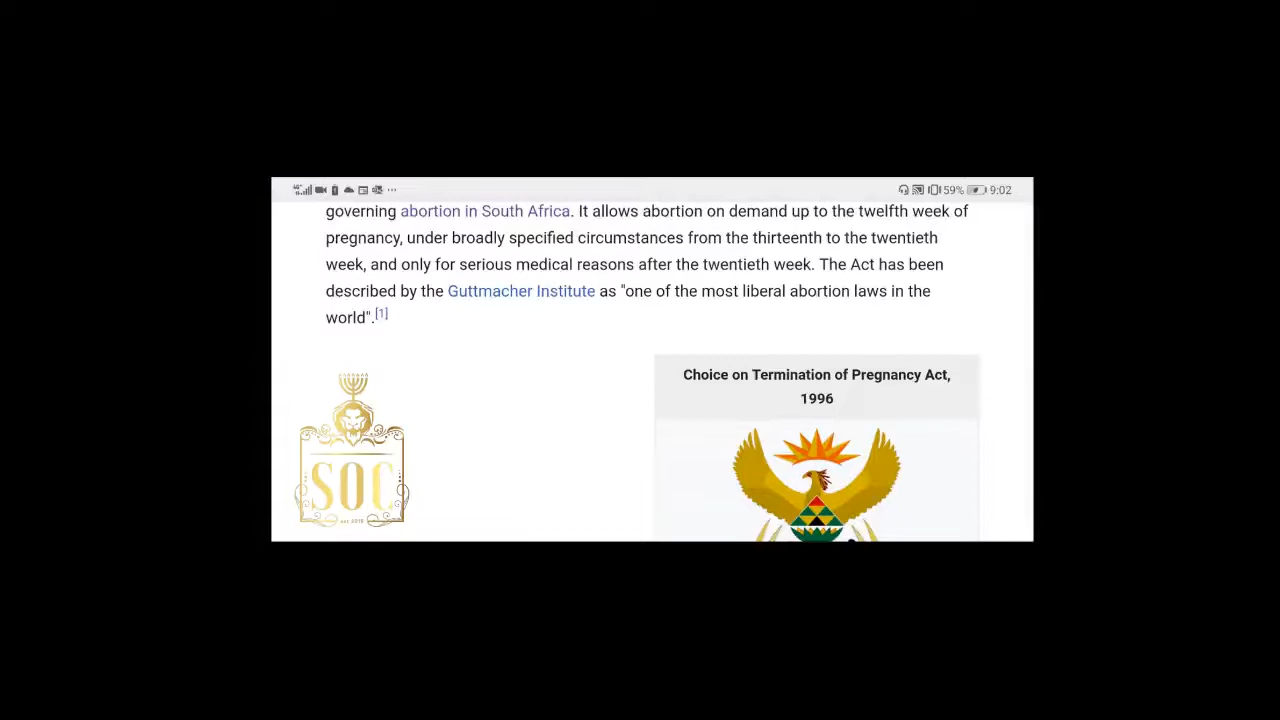 59% 9:02
governing abortion in South Africa. It allows abortion on demand up to the twelfth week of
pregnancy, under broadly specified circumstances from the thirteenth to the twentieth
week, and only for serious medical reasons after the twentieth week. The Act has been
described by the Guttmacher Institute as "one of the most liberal abortion laws in the
world".[1]
Choice on Termination of Pregnancy Act,
1996
SOC